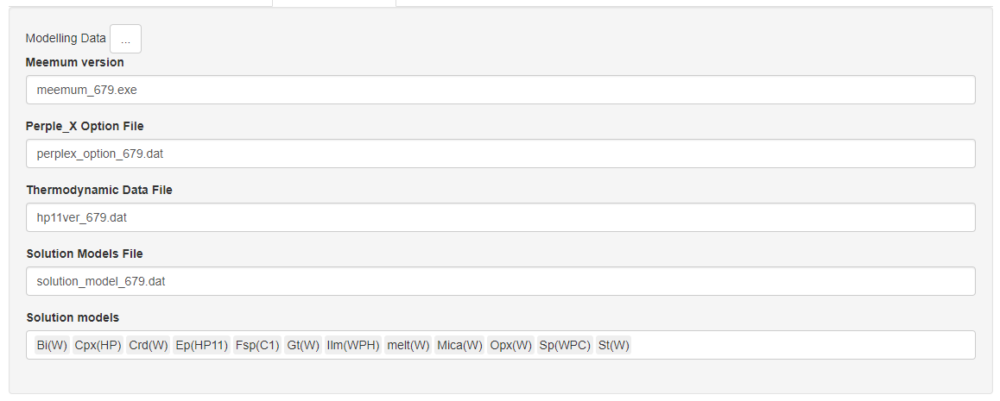 Modelling Data ...
Meemum version
meemum_679.exe
Perple_X Option File
perplex_option_679.dat
Thermodynamic Data File
hp11ver_679.dat
Solution Models File
solution_model_679.dat
Solution models
Bi(W) Cpx(HP) Crd(W) Ep(HP11) Fsp(C1) Gt(W) Ilm(WPH) melt(W) Mica(W) Opx(W) Sp(WPC) St(W)